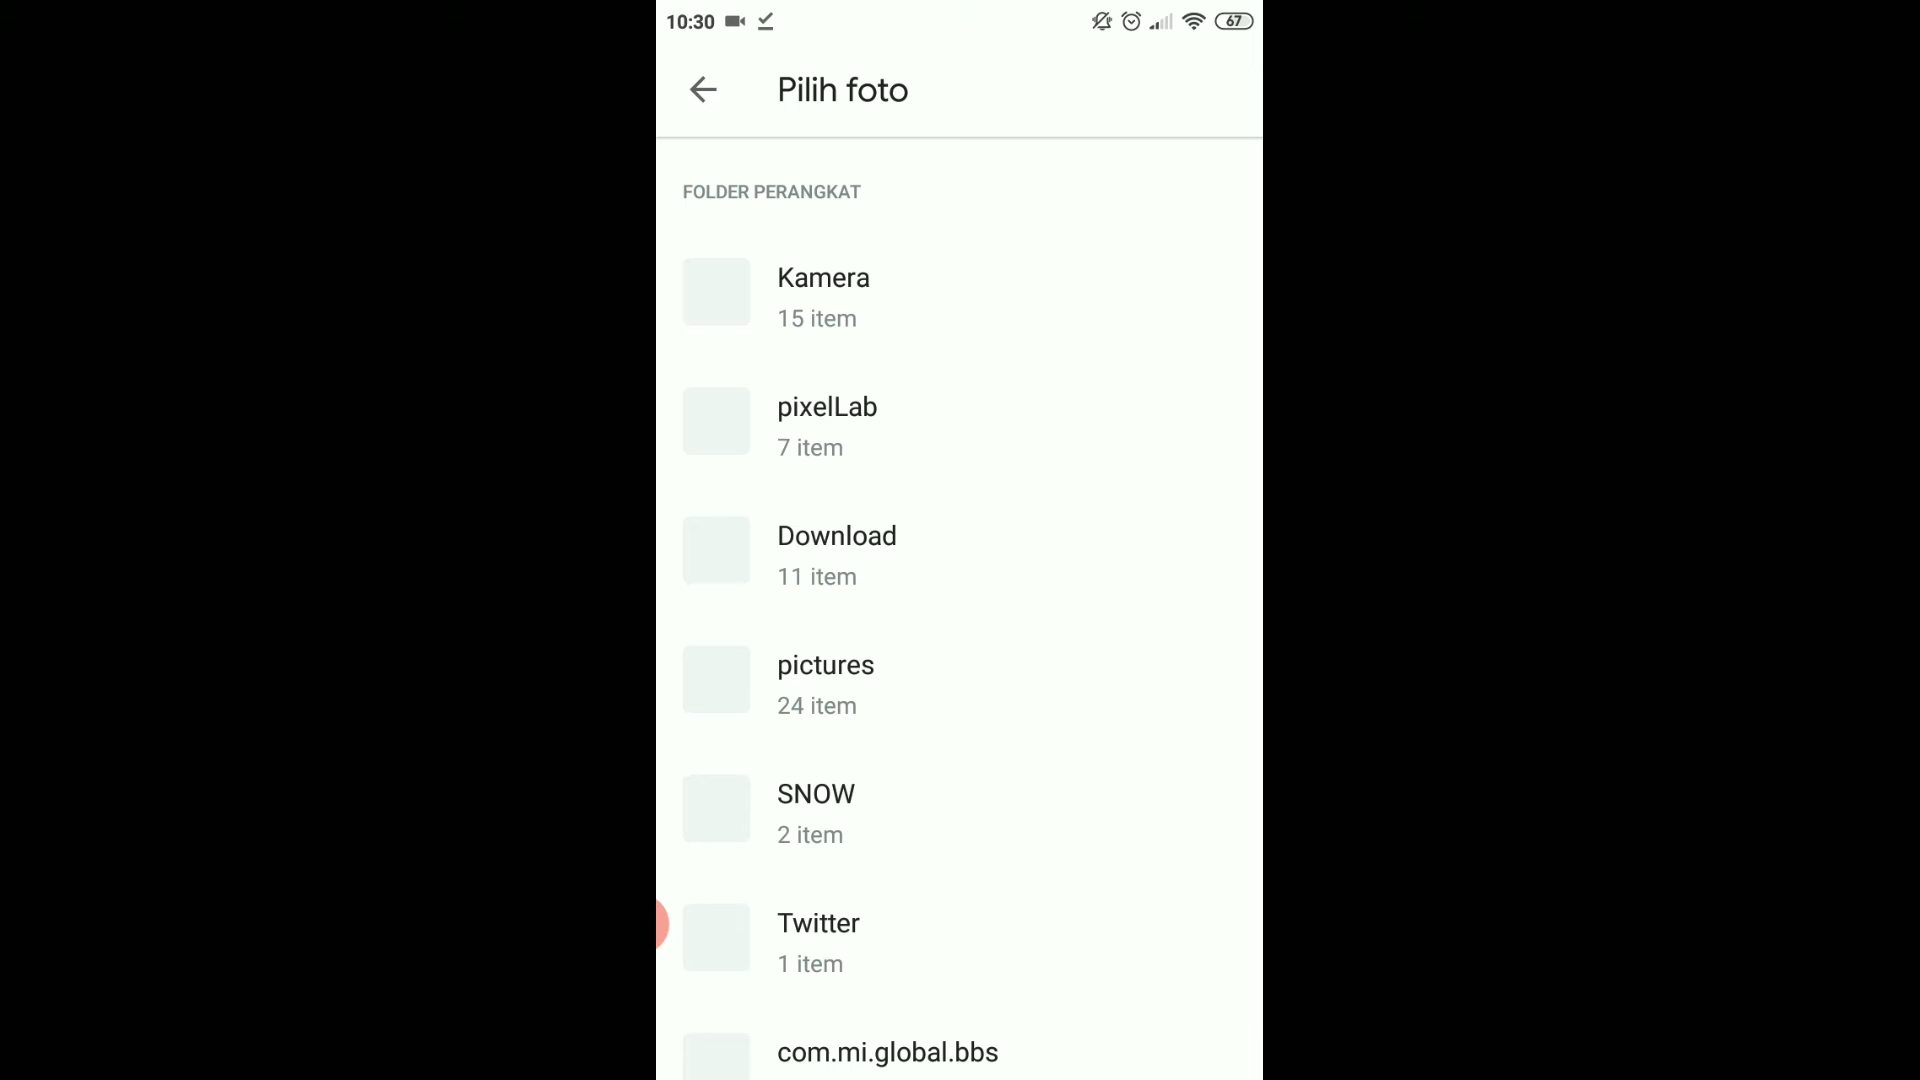 10:30
67
Pilih foto
FOLDER PERANGKAT
Kamera
15 item
pixelLab
7 item
Download
11 item
pictures
24 item
SNOW
2 item
Twitter
1 item
com.mi.global.bbs